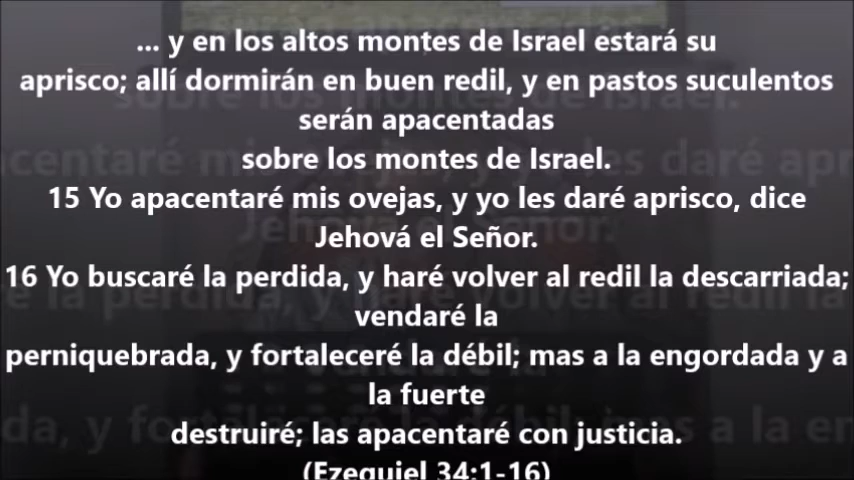 ... y en los altos montes de Israel estará su
aprisco; allí dormirán en buen redil, y en pastos suculentos
serán apacentadas
sobre los montes de Israel.
15 Yo apacentaré mis ovejas, y yo les daré aprisco, dice
Jehová el Señor.
16 Yo buscaré la perdida, y haré volver al redil la descarriada;
vendaré la
perniquebrada, y fortaleceré la débil; mas a la engordada y a
la fuerte
destruiré; las apacentaré con justicia.
(Ezequiel 34:1-16)